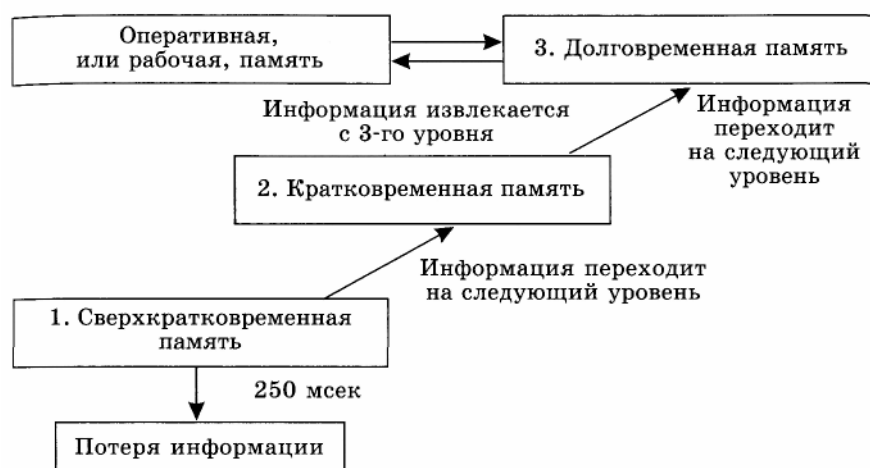 Оперативная,
или рабочая, память
3. Долговременная память
Информация извлекается
с 3-го уровня
Информация
переходит
на следующий
уровень
2. Кратковременная память
Информация переходит
на следующий уровень
1. Сверхкратковременная
память
250 мсек
Потеря информации